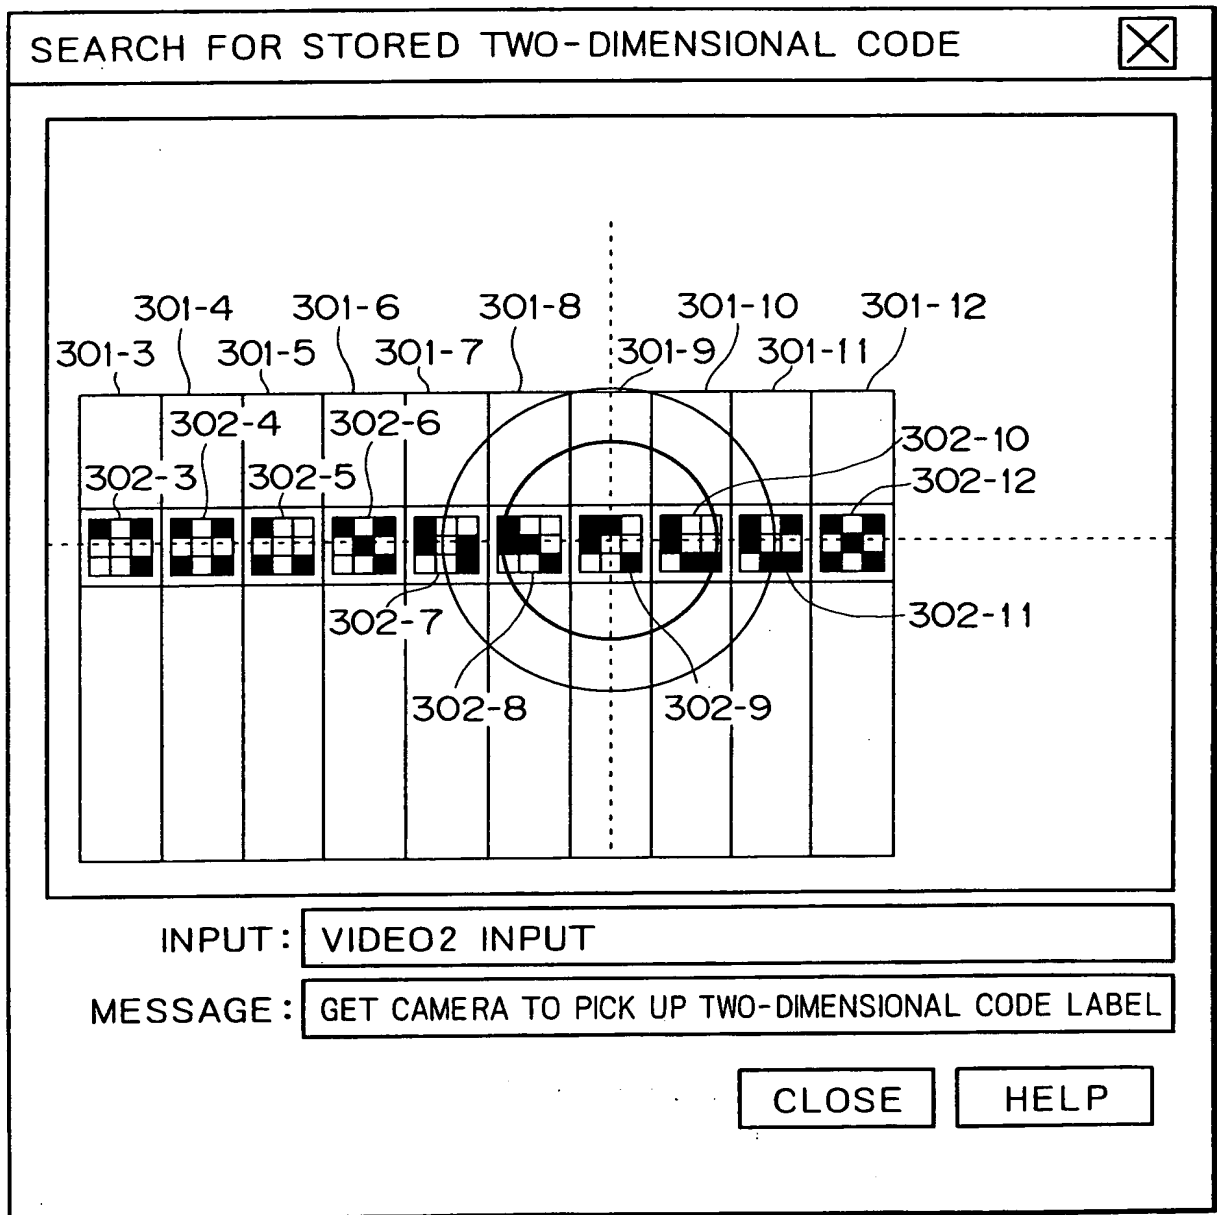 SEARCH FOR STORED TWO-DIMENSIONAL CODE
301-4 301-6 301-8 301-10 301-12
301-3 301-5 301-7 301-9 301-11
302-4 302-6 302-10
302-3 302-5 302-12
302-7 302-11
302-8 302-9
INPUT: VIDEO2 INPUT
MESSAGE: GET CAMERA TO PICK UP TWO-DIMENSIONAL CODE LABEL
CLOSE HELP